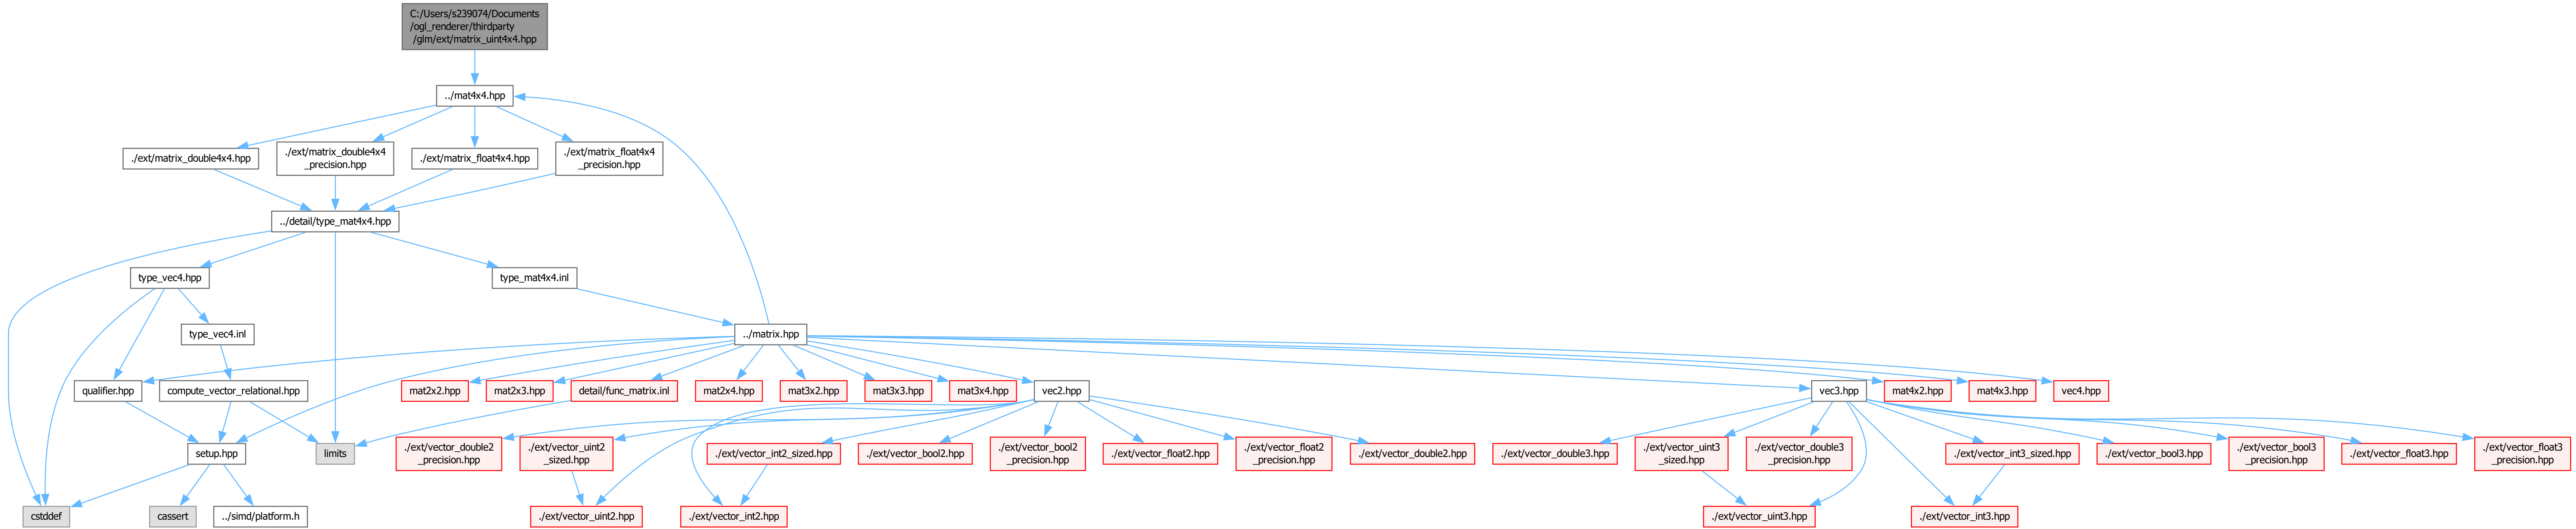 C:/Users/s239074/Documents
/ogl_renderer/thirdparty
/glm/ext/matrix_uint4x4.hpp
../mat4x4.hpp
./ext/matrix_double4x4.hpp
./ext/matrix_double4x4
_precision.hpp
./ext/matrix_float4x4.hpp
./ext/matrix_float4x4
_precision.hpp
../detail/type_mat4x4.hpp
type_vec4.hpp
type_mat4x4.inl
type_vec4.inl
../matrix.hpp
qualifier.hpp
compute_vector_relational.hpp
mat2x2.hpp
mat2x3.hpp
detail/func_matrix.inl
mat2x4.hpp
mat3x2.hpp
mat3x3.hpp
mat3x4.hpp
vec2.hpp
vec3.hpp
mat4x2.hpp
mat4x3.hpp
vec4.hpp
setup.hpp
limits
./ext/vector_double2
_precision.hpp
./ext/vector_uint2
_sized.hpp
./ext/vector_int2_sized.hpp
./ext/vector_bool2.hpp
./ext/vector_bool2
_precision.hpp
./ext/vector_float2.hpp
./ext/vector_float2
_precision.hpp
./ext/vector_double2.hpp
./ext/vector_double3.hpp
./ext/vector_uint3
_sized.hpp
./ext/vector_double3
_precision.hpp
./ext/vector_int3_sized.hpp
./ext/vector_bool3.hpp
./ext/vector_bool3
_precision.hpp
./ext/vector_float3.hpp
./ext/vector_float3
_precision.hpp
cstddef
cassert
../simd/platform.h
./ext/vector_uint2.hpp
./ext/vector_int2.hpp
./ext/vector_uint3.hpp
./ext/vector_int3.hpp